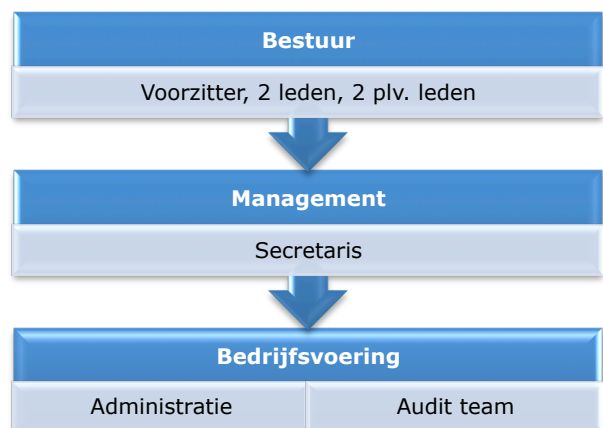 Bestuur
Voorzitter, 2 leden, 2 plv. leden
Management
Secretaris
Bedrijfsvoering
Administratie
Audit team